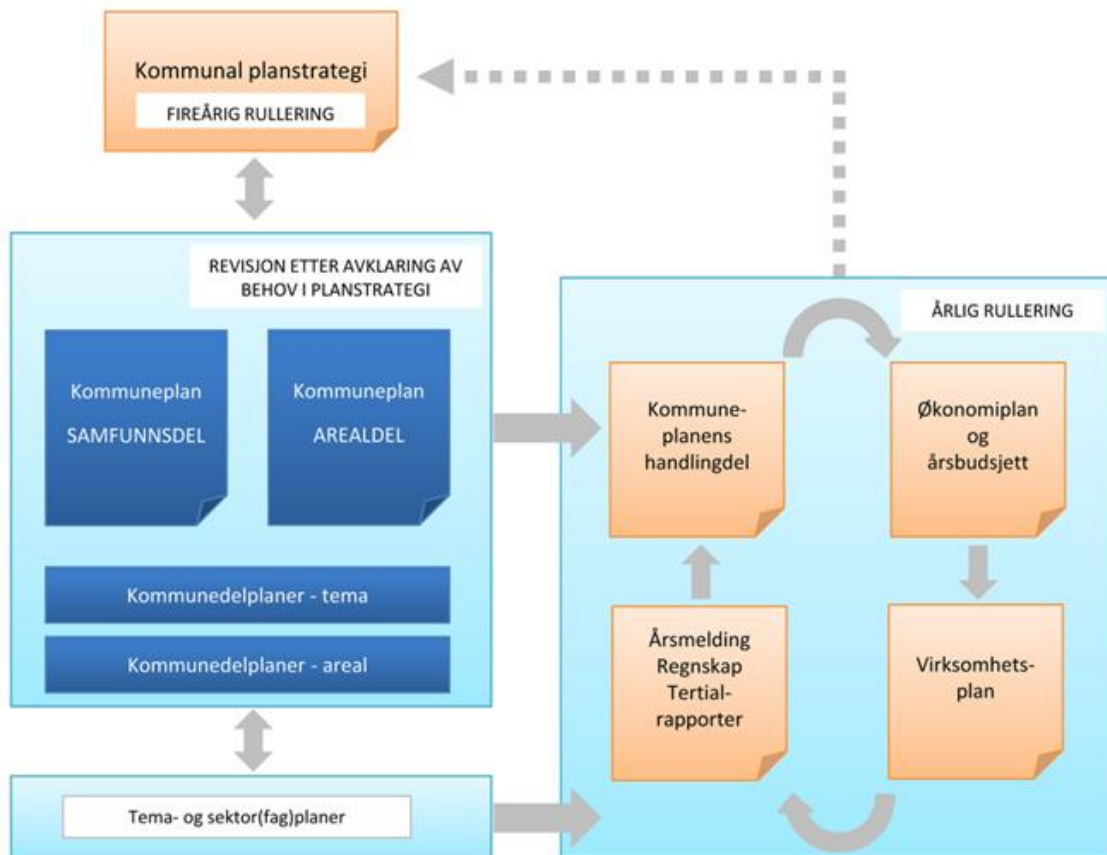 Kommunal planstrategi
FIREÅRIG RULLERING
REVISJON ETTER AVKLARING AV
BEHOV I PLANSTRATEGI
Kommuneplan
SAMFUNNSDEL
Kommuneplan
AREALDEL
Kommunedelplaner - tema
Kommunedelplaner - areal
Tema- og sektor(fag)planer
ÅRLIG RULLERING
Kommune-
planens
handlingdel
Økonomiplan
og
årsbudsjett
Årsmelding
Regnskap
Tertial-
rapporter
Virksomhets-
plan